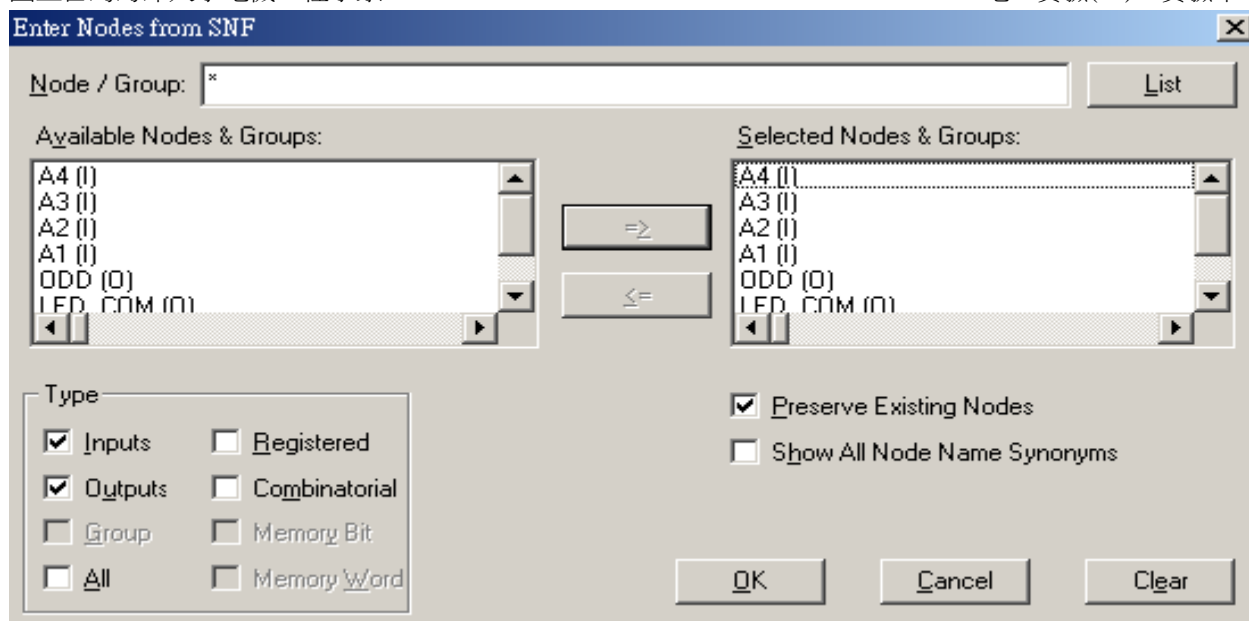 Enter Nodes from SNF
Node / Group: *
List
Available Nodes & Groups:
A4 (I)
A3 (I)
A2 (I)
A1 (I)
ODD (O)
LED_COM (O)
=>
<=
Selected Nodes & Groups:
A4 (I)
A3 (I)
A2 (I)
A1 (I)
ODD (O)
LED_COM (O)
Type
Inputs
Registered
Outputs
Combinatorial
Group
Memory Bit
All
Memory Word
Preserve Existing Nodes
Show All Node Name Synonyms
OK
Cancel
Clear